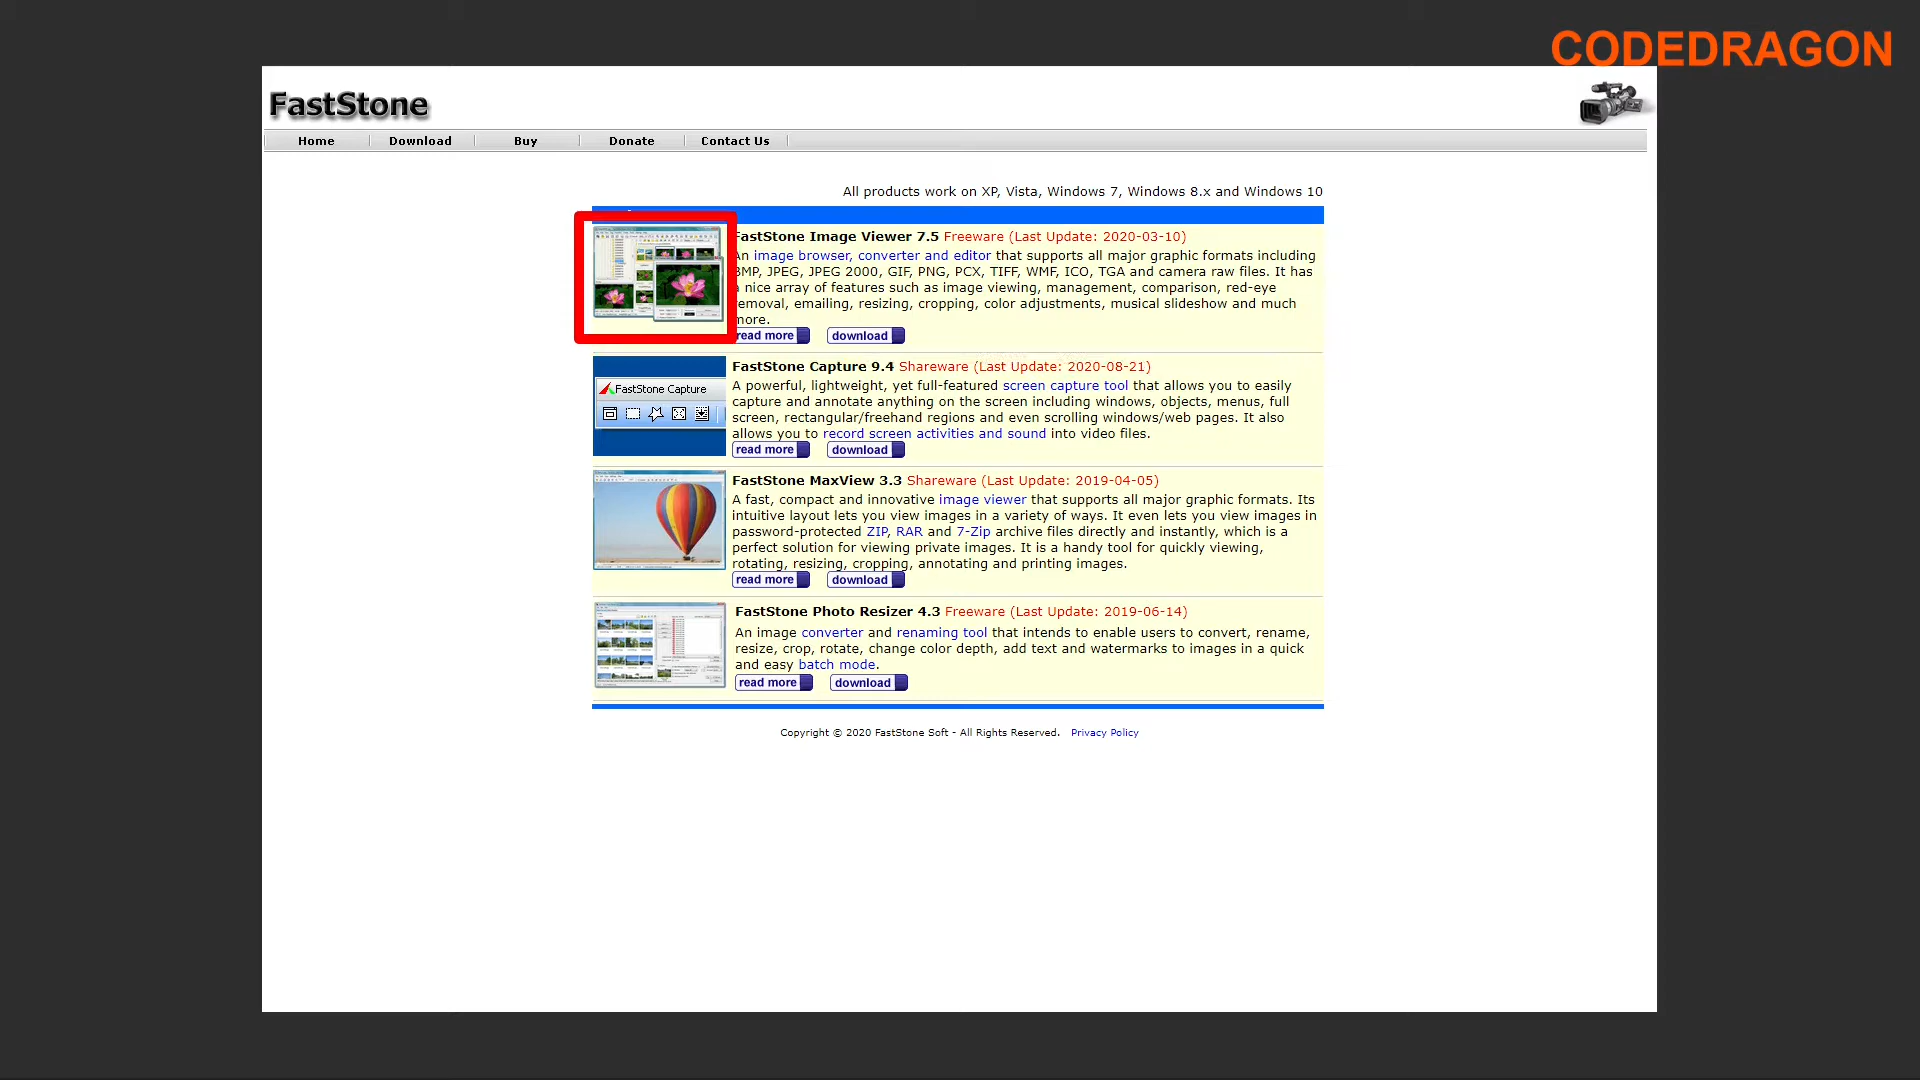 CODEDRAGON
FastStone
Home Download Buy Donate Contact Us
All products work on XP, Vista, Windows 7, Windows 8.x and Windows 10
FastStone Image Viewer 7.5 Freeware (Last Update: 2020-03-10)
An image browser, converter and editor that supports all major graphic formats including
BMP, JPEG, JPEG 2000, GIF, PNG, PCX, TIFF, WMF, ICO, TGA and camera raw files. It has
a nice array of features such as image viewing, management, comparison, red-eye
removal, emailing, resizing, cropping, color adjustments, musical slideshow and much
more.
read more download
FastStone Capture
FastStone Capture 9.4 Shareware (Last Update: 2020-08-21)
A powerful, lightweight, yet full-featured screen capture tool that allows you to easily
capture and annotate anything on the screen including windows, objects, menus, full
screen, rectangular/freehand regions and even scrolling windows/web pages. It also
allows you to record screen activities and sound into video files.
read more download
FastStone MaxView 3.3 Shareware (Last Update: 2019-04-05)
A fast, compact and innovative image viewer that supports all major graphic formats. Its
intuitive layout lets you view images in a variety of ways. It even lets you view images in
password-protected ZIP, RAR and 7-Zip archive files directly and instantly, which is a
perfect solution for viewing private images. It is a handy tool for quickly viewing,
rotating, resizing, cropping, annotating and printing images.
read more download
FastStone Photo Resizer 4.3 Freeware (Last Update: 2019-06-14)
An image converter and renaming tool that intends to enable users to convert, rename,
resize, crop, rotate, change color depth, add text and watermarks to images in a quick
and easy batch mode.
read more download
Copyright © 2020 FastStone Soft - All Rights Reserved. Privacy Policy